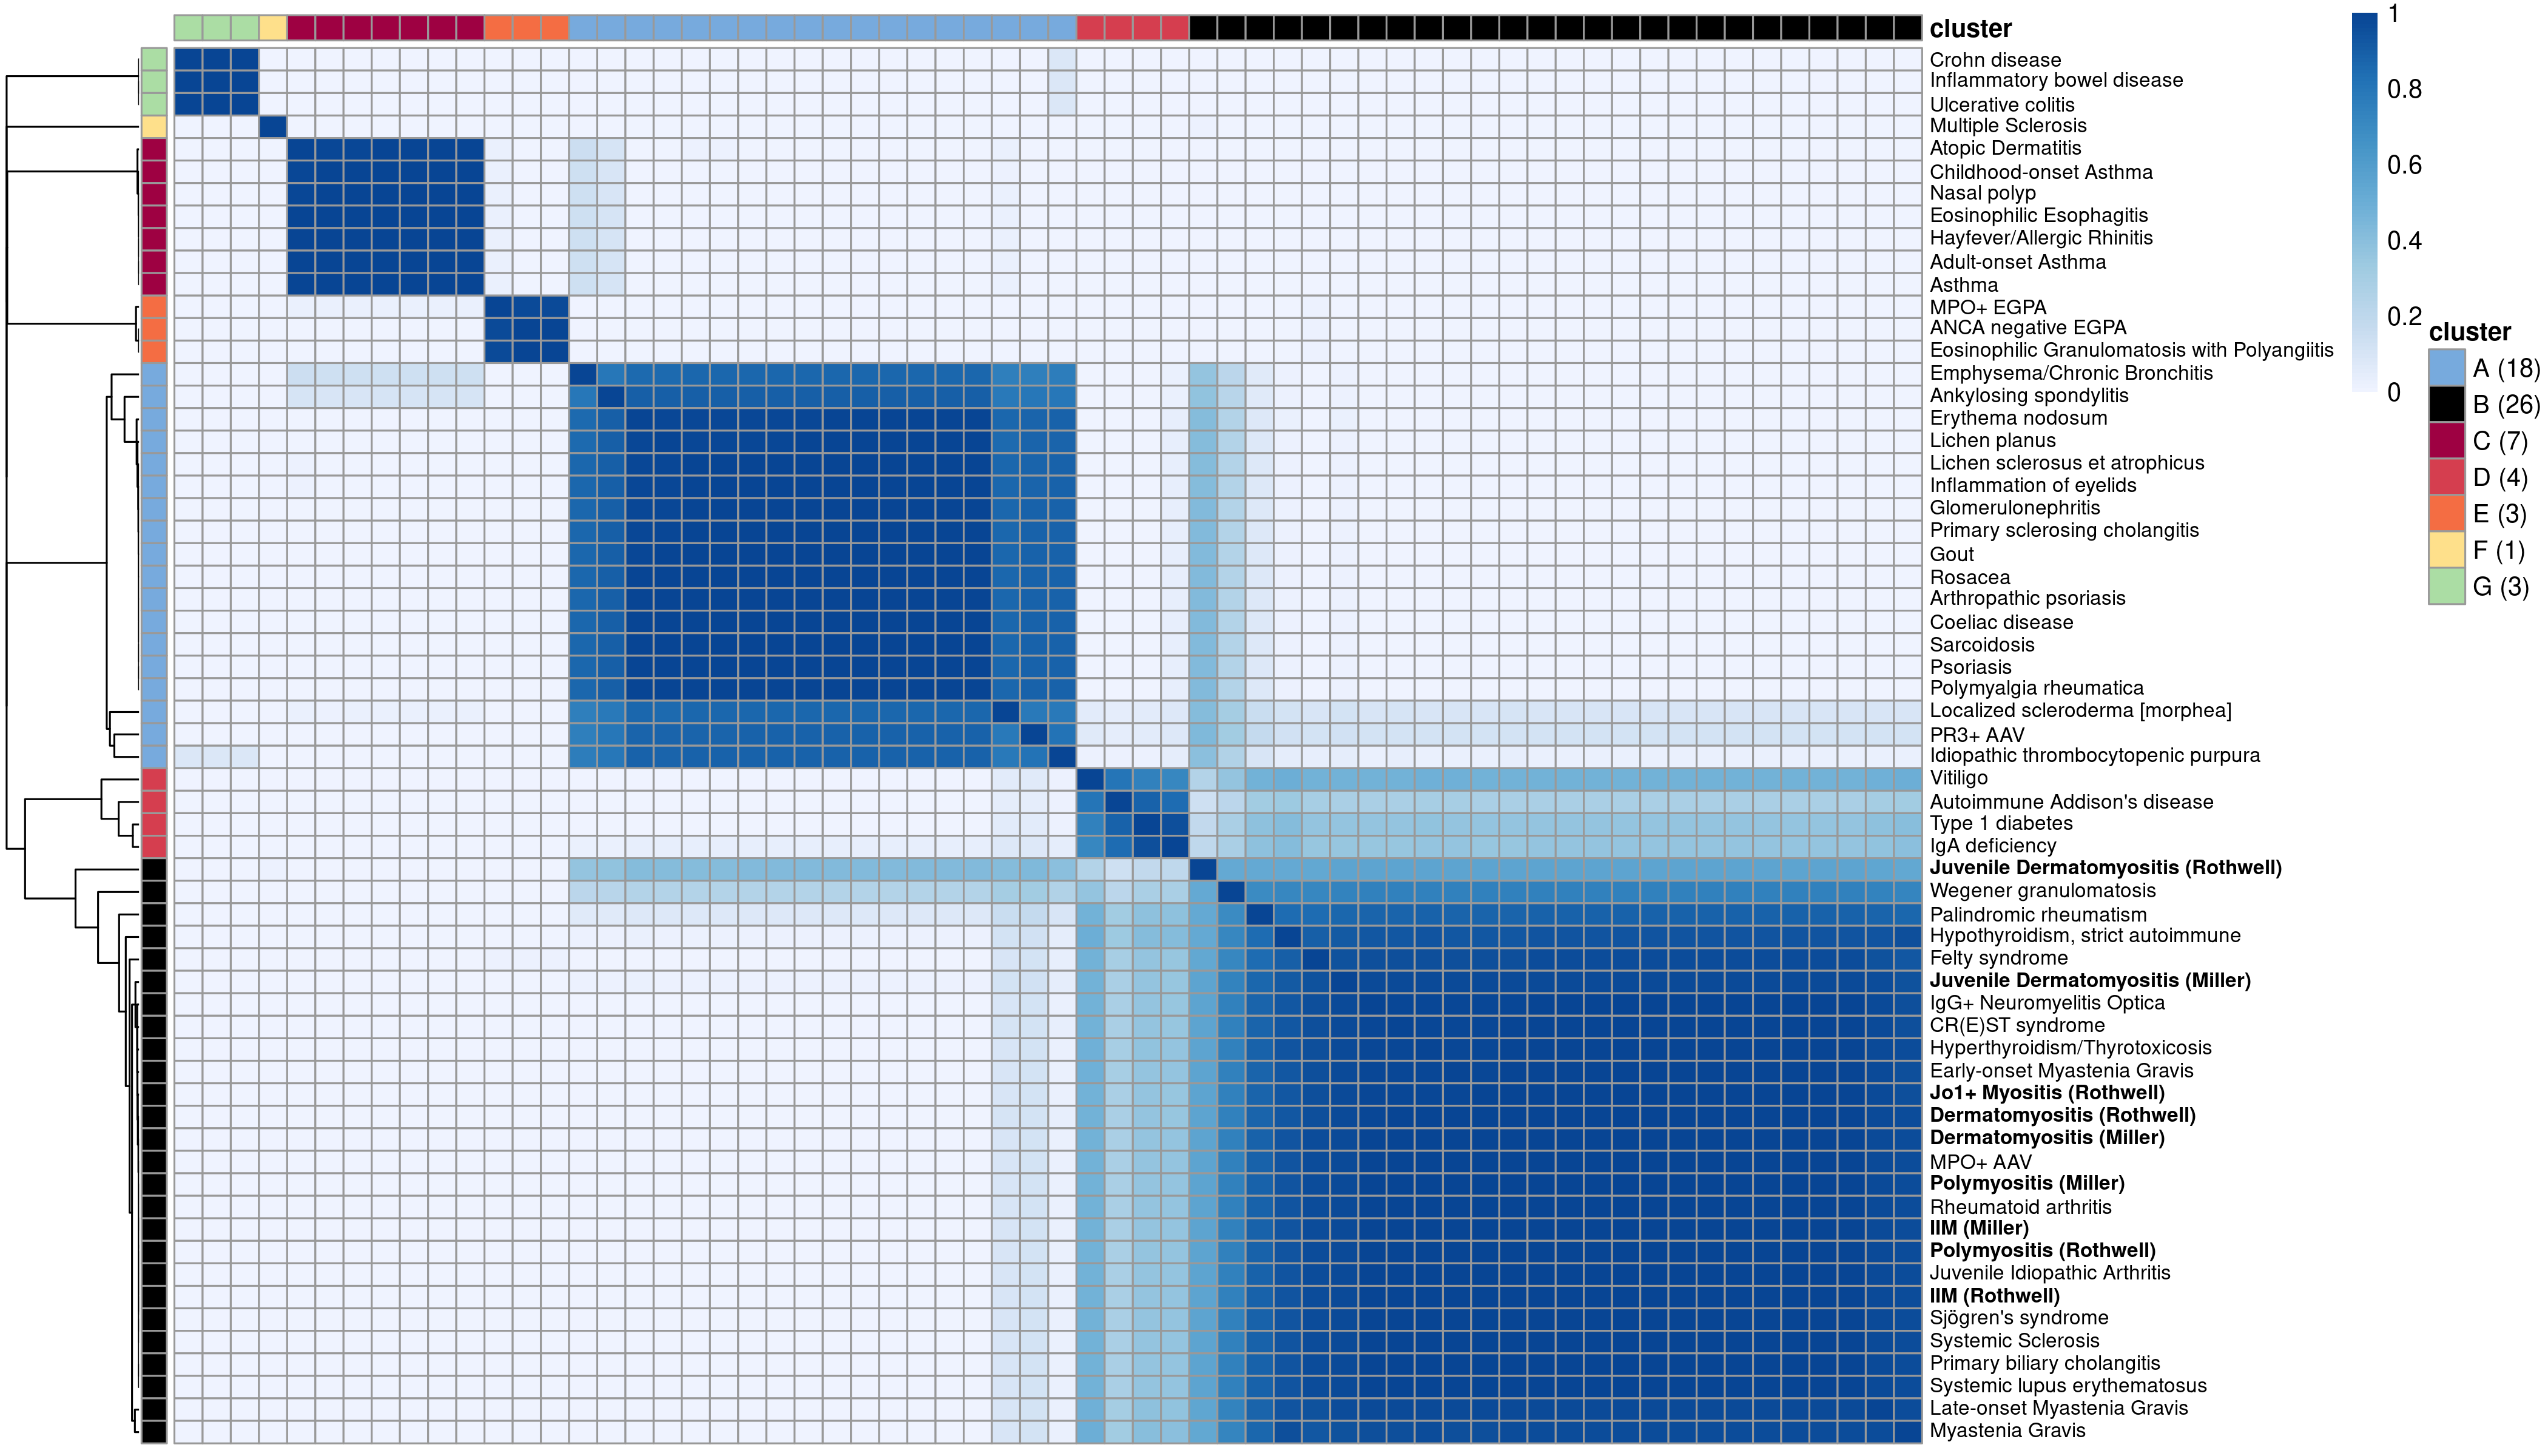 cluster
Crohn disease
Inflammatory bowel disease
Ulcerative colitis
Multiple Sclerosis
Atopic Dermatitis
Childhood-onset Asthma
Nasal polyp
Eosinophilic Esophagitis
Hayfever/Allergic Rhinitis
Adult-onset Asthma
Asthma
MPO+ EGPA
ANCA negative EGPA
Eosinophilic Granulomatosis with Polyangiitis
Emphysema/Chronic Bronchitis
Ankylosing spondylitis
Erythema nodosum
Lichen planus
Lichen sclerosus et atrophicus
Inflammation of eyelids
Glomerulonephritis
Primary sclerosing cholangitis
Gout
Rosacea
Arthropathic psoriasis
Coeliac disease
Sarcoidosis
Psoriasis
Polymyalgia rheumatica
Localized scleroderma [morphea]
PR3+ AAV
Idiopathic thrombocytopenic purpura
Vitiligo
Autoimmune Addison's disease
Type 1 diabetes
IgA deficiency
Juvenile Dermatomyositis (Rothwell)
Wegener granulomatosis
Palindromic rheumatism
Hypothyroidism, strict autoimmune
Felty syndrome
Juvenile Dermatomyositis (Miller)
IgG+ Neuromyelitis Optica
CR(E)ST syndrome
Hyperthyroidism/Thyrotoxicosis
Early-onset Myastenia Gravis
Jo1+ Myositis (Rothwell)
Dermatomyositis (Rothwell)
Dermatomyositis (Miller)
MPO+ AAV
Polymyositis (Miller)
Rheumatoid arthritis
IIM (Miller)
Polymyositis (Rothwell)
Juvenile Idiopathic Arthritis
IIM (Rothwell)
Sjögren's syndrome
Systemic Sclerosis
Primary biliary cholangitis
Systemic lupus erythematosus
Late-onset Myastenia Gravis
Myastenia Gravis
1
0.8
0.6
0.4
0.2
0
cluster
A (18)
B (26)
C (7)
D (4)
E (3)
F (1)
G (3)